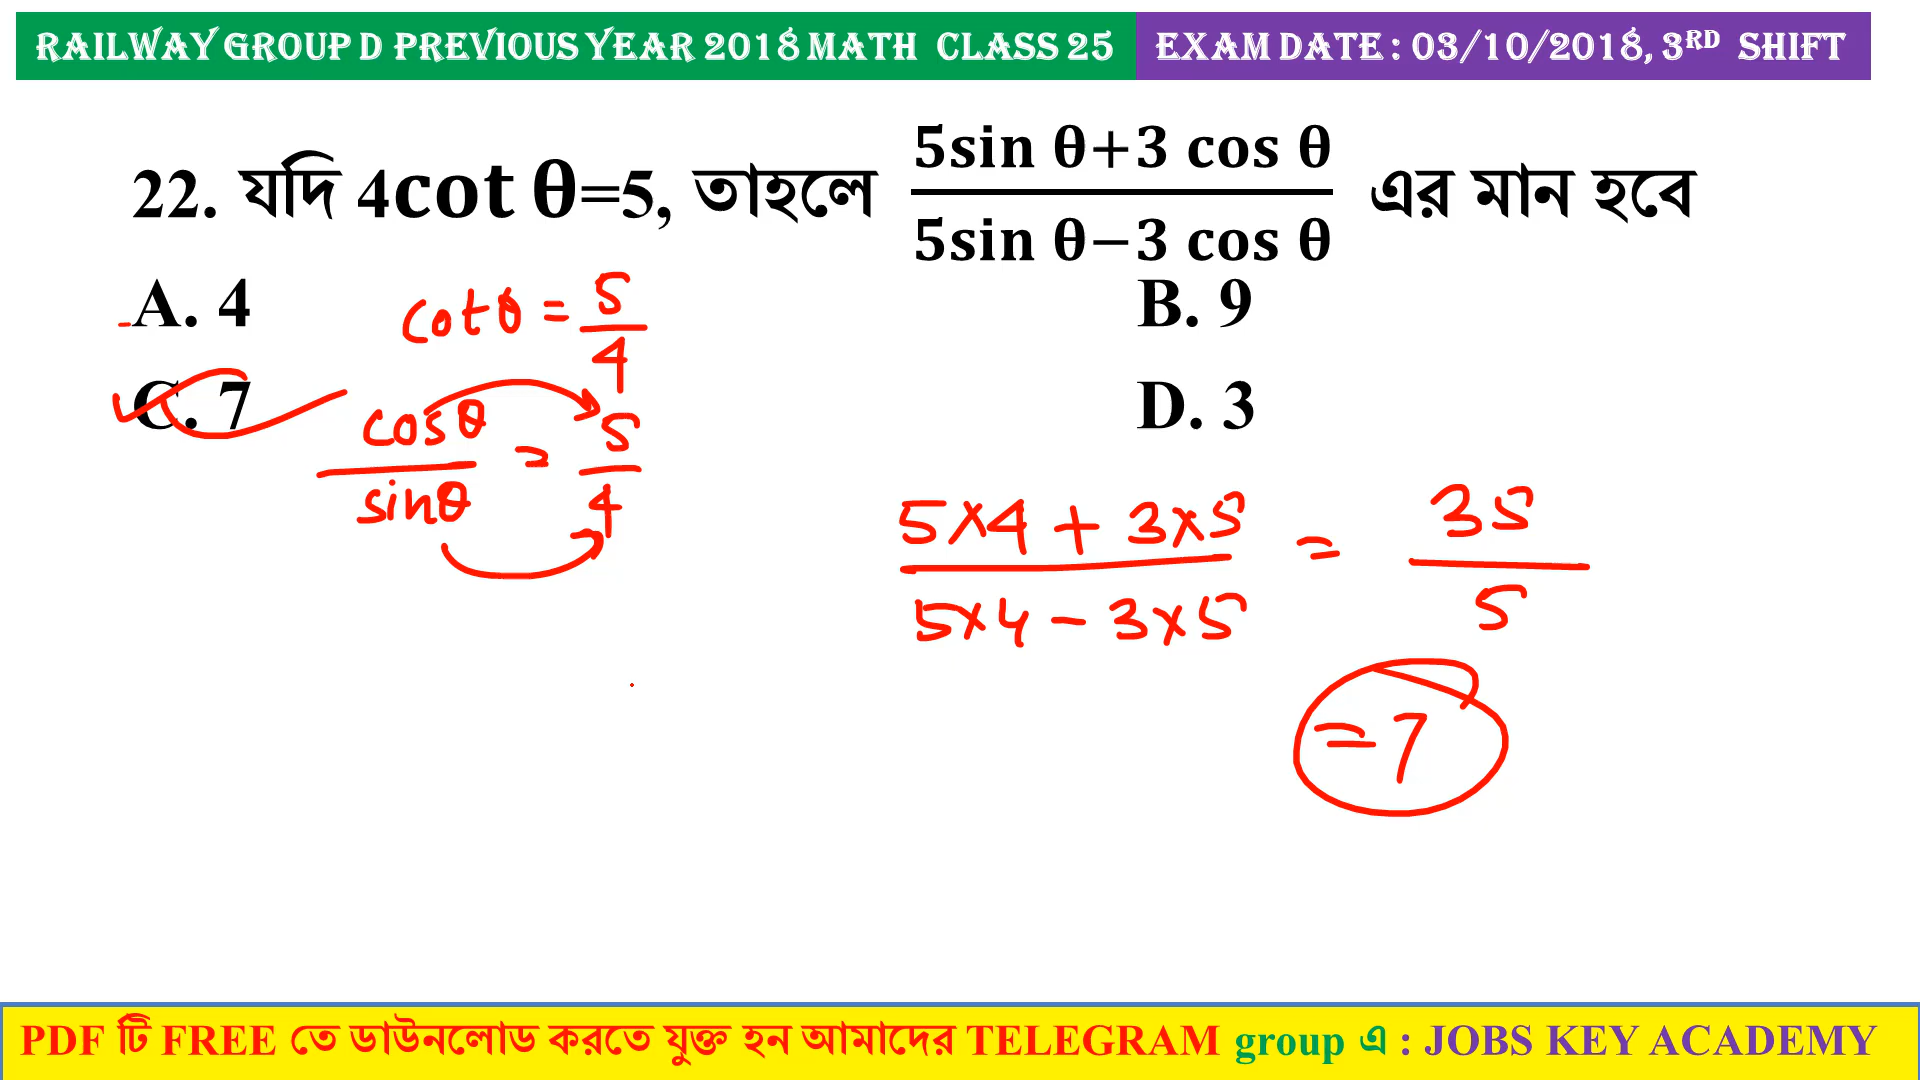 RAILWAY GROUP D PREVIOUS YEAR 2018 MATH CLASS 25 EXAM DATE : 03/10/2018, 3RD SHIFT
22. যদি 4cot θ=5, তাহলে (5sin θ+3 cos θ)/(5sin θ−3 cos θ) এর মান হবে
A. 4
B. 9
C. 7
D. 3
cotθ = 5/4
cosθ/sinθ = 5/4
(5×4 + 3×5)/(5×4 - 3×5) = 35/5
= 7
PDF টি FREE তে ডাউনলোড করতে যুক্ত হন আমাদের TELEGRAM group এ : JOBS KEY ACADEMY